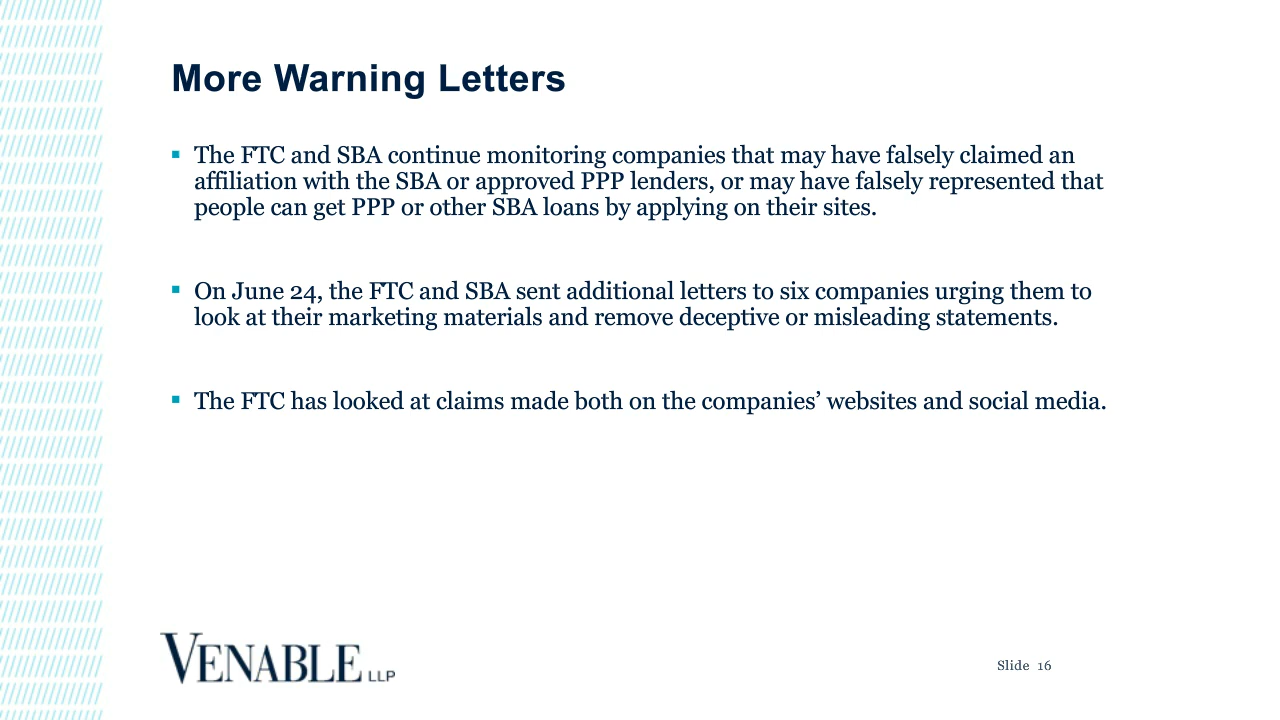 More Warning Letters
▪ The FTC and SBA continue monitoring companies that may have falsely claimed an
affiliation with the SBA or approved PPP lenders, or may have falsely represented that
people can get PPP or other SBA loans by applying on their sites.
▪ On June 24, the FTC and SBA sent additional letters to six companies urging them to
look at their marketing materials and remove deceptive or misleading statements.
▪ The FTC has looked at claims made both on the companies’ websites and social media.
VENABLE LLP
Slide 16